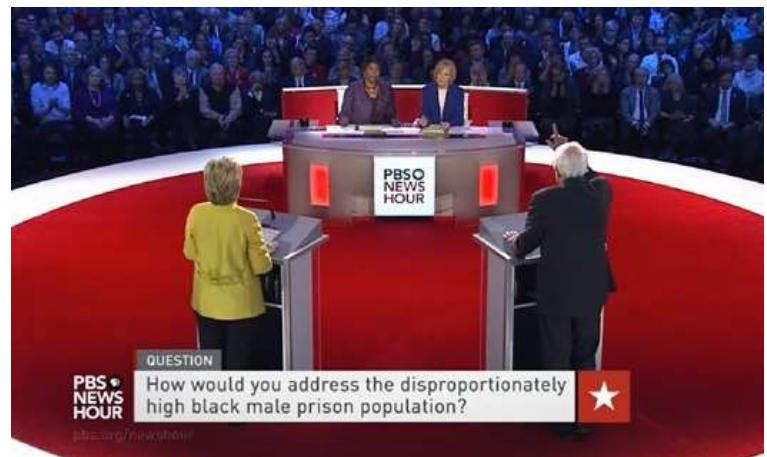 PBS
NEWS
HOUR
QUESTION
How would you address the disproportionately
high black male prison population?
PBS
NEWS
HOUR
pbs.org/newshour